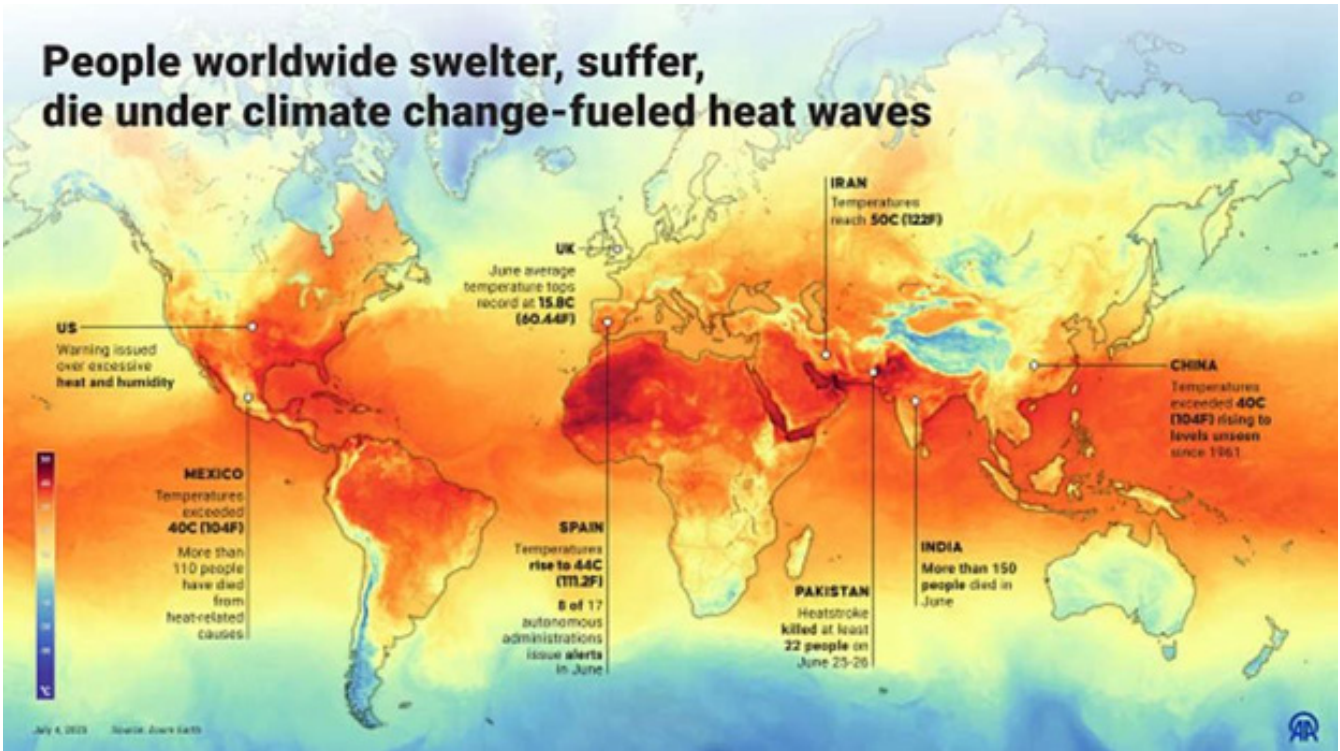 People worldwide swelter, suffer,
die under climate change-fueled heat waves
IRAN
Temperatures
reach 50C (122F)
UK
June average
temperature tops
record at 15.8C
(60.44F)
US
Warning issued
over excessive
heat and humidity
CHINA
Temperatures
exceeded 40C
(104F) rising to
levels unseen
since 1961
MEXICO
Temperatures
exceeded
40C (104F)
More than
110 people
have died
from
heat-related
causes
SPAIN
Temperatures
rise to 44C
(111.2F)
8 of 17
autonomous
administrations
issue alerts
in June
PAKISTAN
Heatstroke
killed at least
22 people on
June 25-26
INDIA
More than 150
people died in
June
°C
July 4, 2023
Source:
Earth
AA